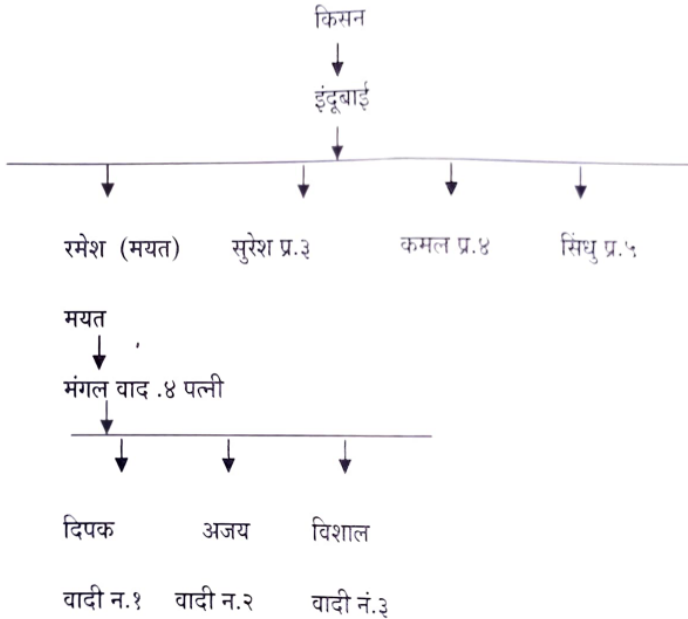 किसन
इंदूबाई
रमेश (मयत) सुरेश प्र.३ कमल प्र.४ सिंधु प्र.५
मयत
मंगल वाद .४ पत्नी
दिपक अजय विशाल
वादी न.१ वादी न.२ वादी नं.३